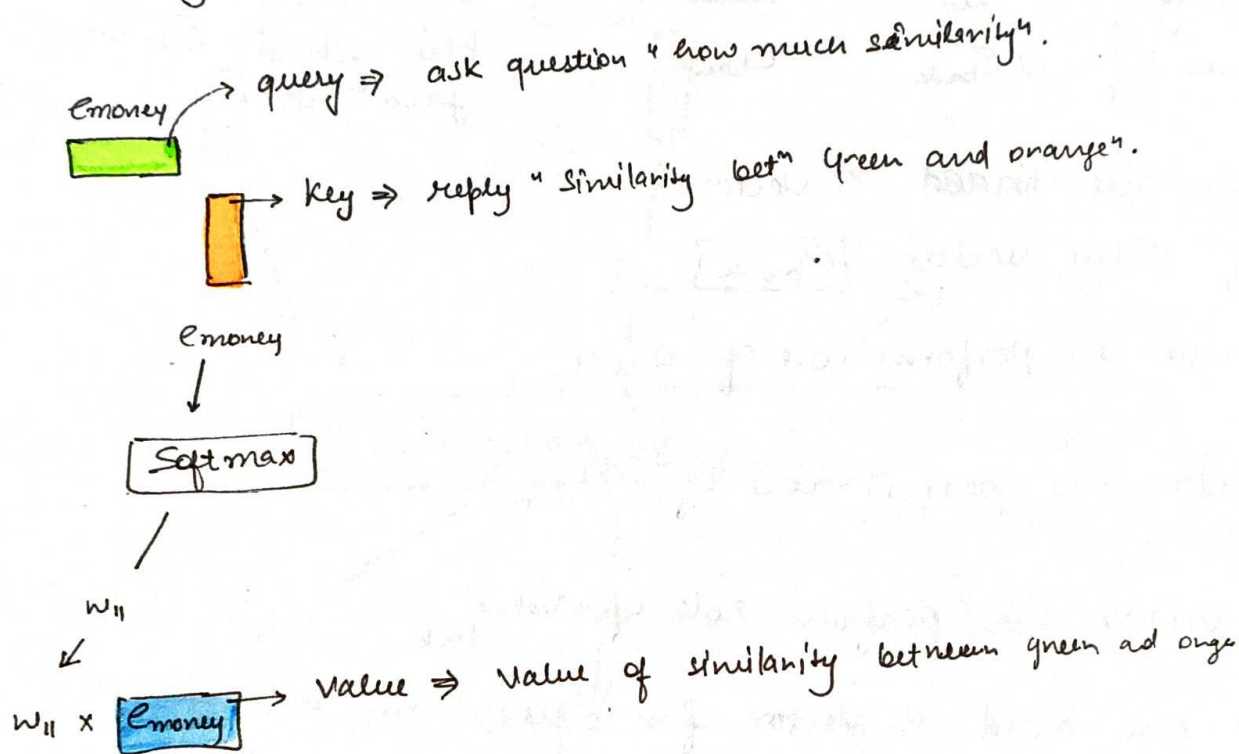 query ⇒ ask question " how much similarity".
emoney
Key ⇒ reply " Similarity betⁿ Green and orange".
emoney
Softmax
w₁₁
Value ⇒ Value of similarity between green ad onge
w₁₁ × emoney